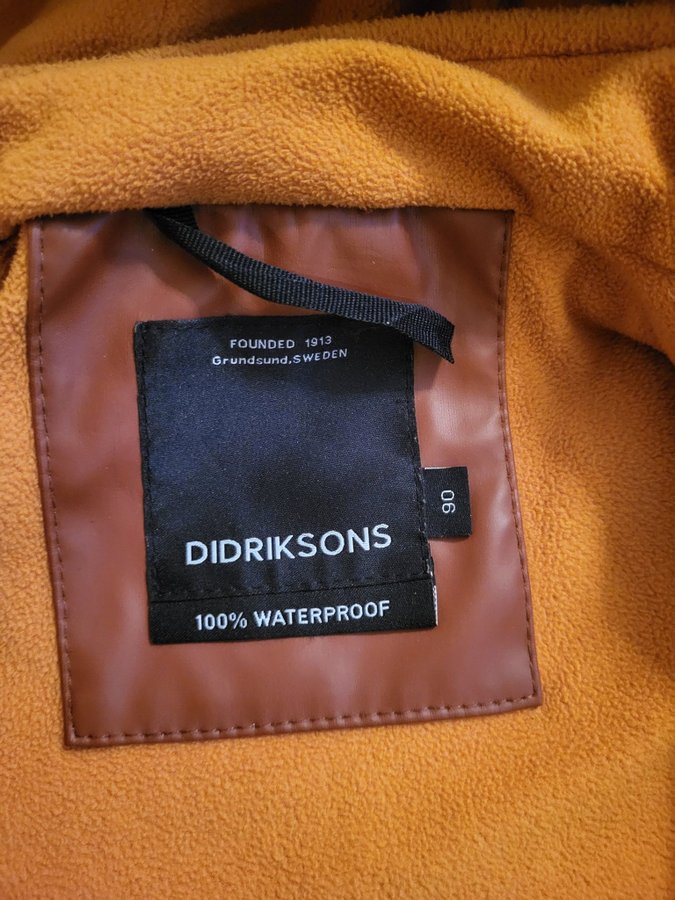 FOUNDED 1913
Grundsund,SWEDEN
DIDRIKSONS
100% WATERPROOF
90